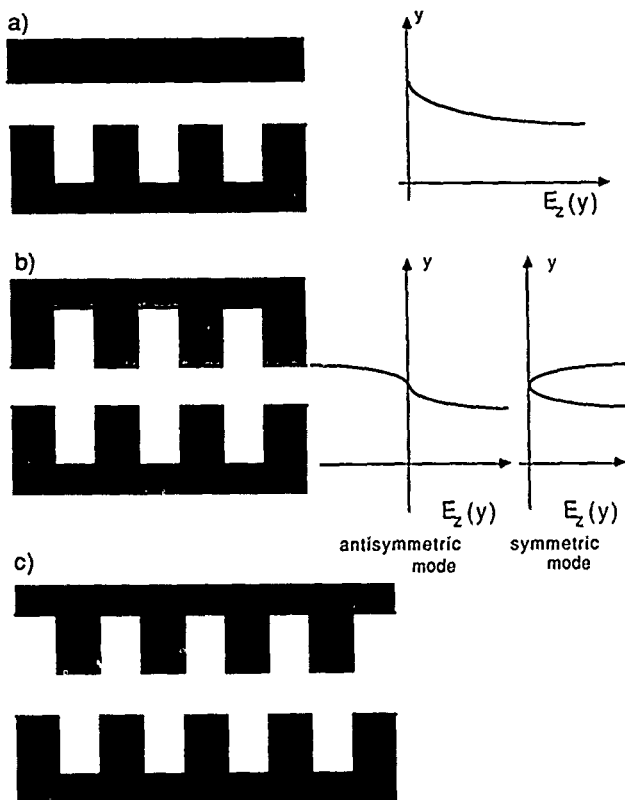 a)
y
E_z(y)
b)
y
y
E_z(y)
E_z(y)
antisymmetric
mode
symmetric
mode
c)